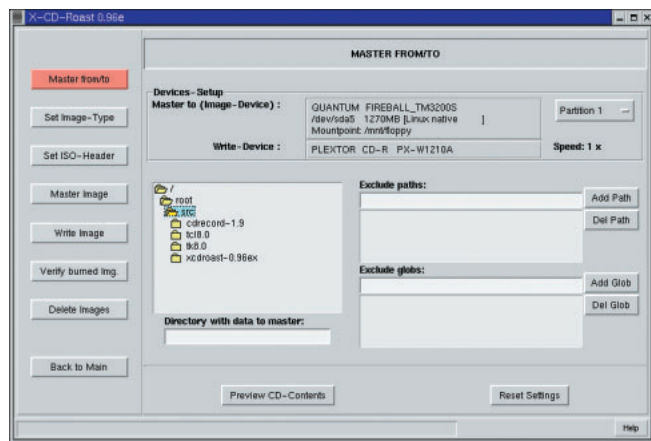 X-CD-Roast 0.96e
MASTER FROM/TO
Master from/to
Set Image-Type
Set ISO-Header
Master Image
Write Image
Verify burned Img.
Delete Images
Back to Main
Devices-Setup
Master to (Image-Device) :
QUANTUM FIREBALL_TM3200S
/dev/sda5 1270MB [Linux native ]
Mountpoint: /mnt/floppy
Partition 1
Write-Device :
PLEXTOR CD-R PX-W1210A
Speed: 1 x
/
root
src
cdrecord-1.9
tcl8.0
tk8.0
xcdroast-0.96ex
Directory with data to master:
Exclude paths:
Add Path
Del Path
Exclude globs:
Add Glob
Del Glob
Preview CD-Contents
Reset Settings
Help